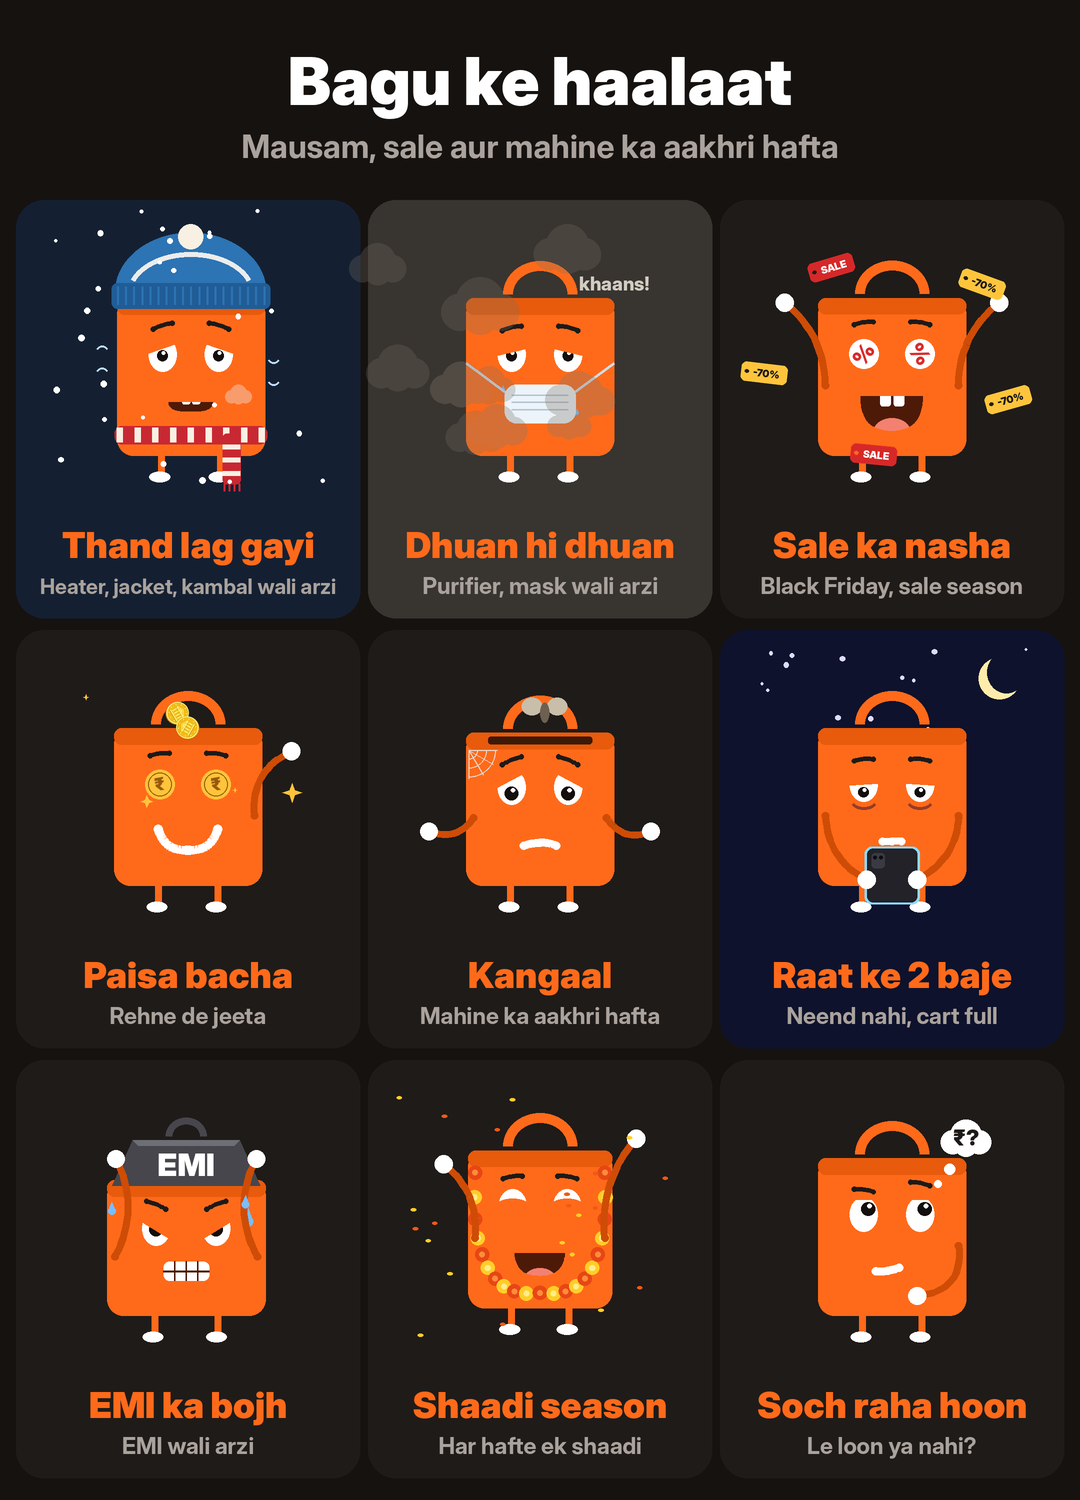 Bagu ke haalaat
Mausam, sale aur mahine ka aakhri hafta
khaans!
SALE
-70%
%
-70%
-70%
SALE
Thand lag gayi
Heater, jacket, kambal wali arzi
Dhuan hi dhuan
Purifier, mask wali arzi
Sale ka nasha
Black Friday, sale season
₹ ₹
Paisa bacha
Rehne de jeeta
Kangaal
Mahine ka aakhri hafta
Raat ke 2 baje
Neend nahi, cart full
EMI
₹?
EMI ka bojh
EMI wali arzi
Shaadi season
Har hafte ek shaadi
Soch raha hoon
Le loon ya nahi?